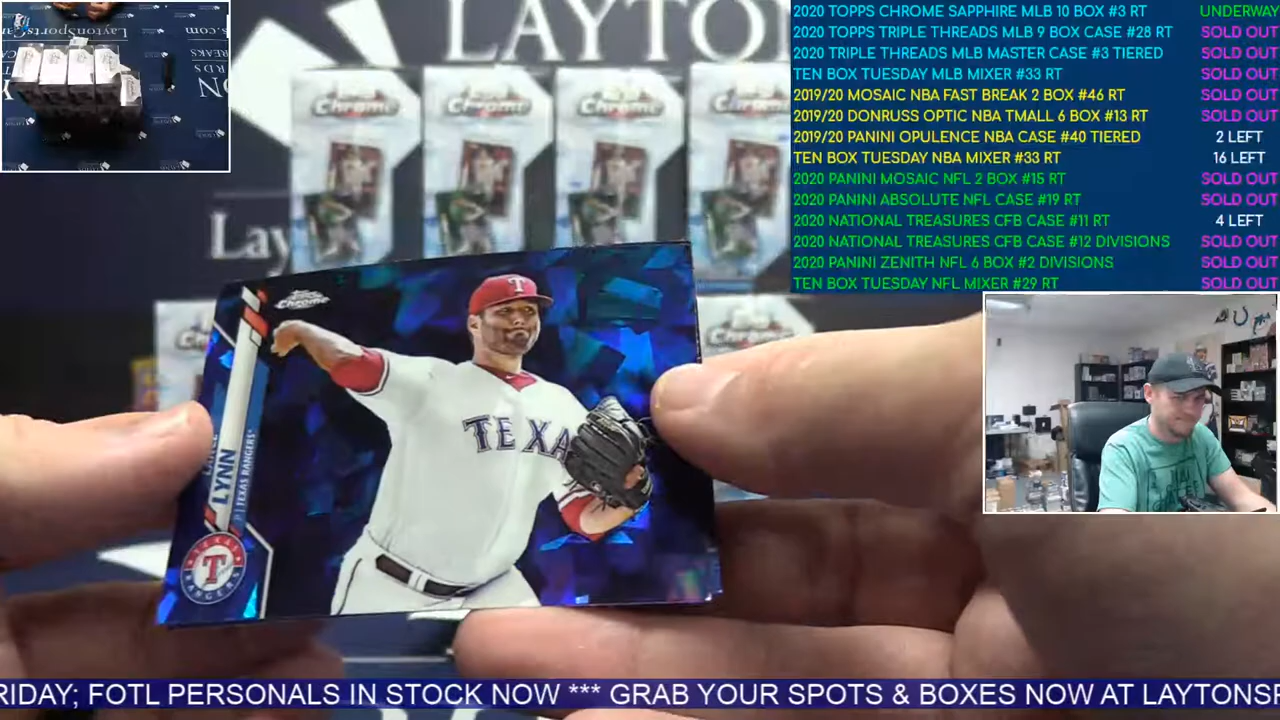 2020 TOPPS CHROME SAPPHIRE MLB 10 BOX #3 RT UNDERWAY
2020 TOPPS TRIPLE THREADS MLB 9 BOX CASE #28 RT SOLD OUT
2020 TRIPLE THREADS MLB MASTER CASE #3 TIERED SOLD OUT
TEN BOX TUESDAY MLB MIXER #33 RT SOLD OUT
2019/20 MOSAIC NBA FAST BREAK 2 BOX #46 RT SOLD OUT
2019/20 DONRUSS OPTIC NBA TMALL 6 BOX #13 RT SOLD OUT
2019/20 PANINI OPULENCE NBA CASE #40 TIERED 2 LEFT
TEN BOX TUESDAY NBA MIXER #33 RT 16 LEFT
2020 PANINI MOSAIC NFL 2 BOX #15 RT SOLD OUT
2020 PANINI ABSOLUTE NFL CASE #19 RT SOLD OUT
2020 NATIONAL TREASURES CFB CASE #11 RT 4 LEFT
2020 NATIONAL TREASURES CFB CASE #12 DIVISIONS SOLD OUT
2020 PANINI ZENITH NFL 6 BOX #2 DIVISIONS SOLD OUT
TEN BOX TUESDAY NFL MIXER #29 RT SOLD OUT
LAYTON
Chrome
Chrome
Chrome
Chrome
Lay
Chrome
TEXA
LYNN
TEXAS RANGERS
T
TEXAS
RANGERS
RIDAY; FOTL PERSONALS IN STOCK NOW *** GRAB YOUR SPOTS & BOXES NOW AT LAYTONSP